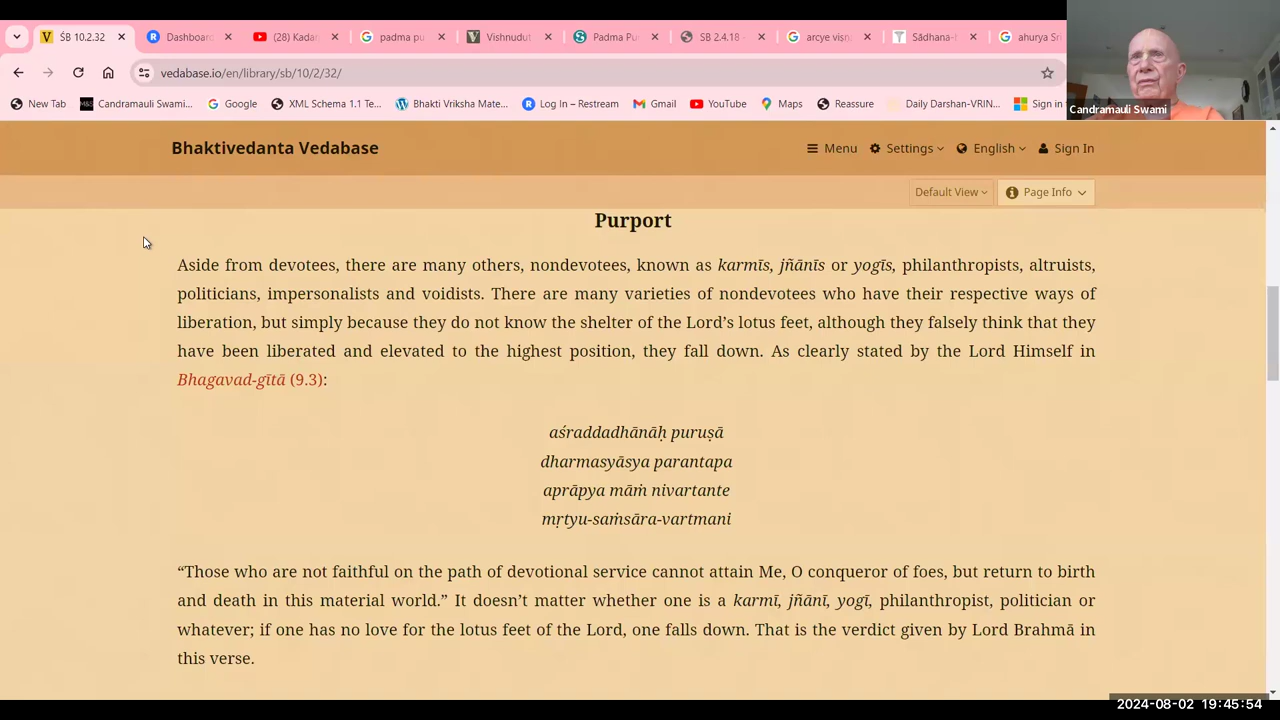 ŚB 10.2.32
Dashboard
(28) Kadam
padma pu
Vishnudut
Padma Pu
SB 2.4.18 -
arcye viṣṇ
Sādhana-
ahurya Sri
vedabase.io/en/library/sb/10/2/32/
New Tab
Candramauli Swami...
Google
XML Schema 1.1 Te...
Bhakti Vriksha Mate...
Log In – Restream
Gmail
YouTube
Maps
Reassure
Daily Darshan-VRIN...
Sign in
Candramauli Swami
Bhaktivedanta Vedabase
Menu
Settings
English
Sign In
Default View
Page Info
Purport
Aside from devotees, there are many others, nondevotees, known as karmīs, jñānīs or yogīs, philanthropists, altruists,
politicians, impersonalists and voidists. There are many varieties of nondevotees who have their respective ways of
liberation, but simply because they do not know the shelter of the Lord’s lotus feet, although they falsely think that they
have been liberated and elevated to the highest position, they fall down. As clearly stated by the Lord Himself in
Bhagavad-gītā (9.3):
aśraddadhānāḥ puruṣā
dharmasyāsya parantapa
aprāpya māṁ nivartante
mṛtyu-saṁsāra-vartmani
“Those who are not faithful on the path of devotional service cannot attain Me, O conqueror of foes, but return to birth
and death in this material world.” It doesn’t matter whether one is a karmī, jñānī, yogī, philanthropist, politician or
whatever; if one has no love for the lotus feet of the Lord, one falls down. That is the verdict given by Lord Brahmā in
this verse.
2024-08-02 19:45:54